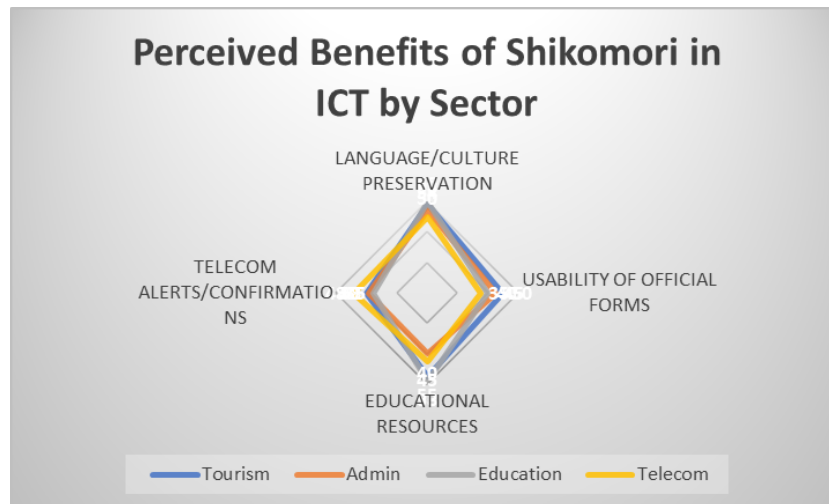 Perceived Benefits of Shikomori in
ICT by Sector
LANGUAGE/CULTURE
PRESERVATION
TELECOM
ALERTS/CONFIRMATIO
NS
USABILITY OF OFFICIAL
FORMS
EDUCATIONAL
RESOURCES
Tourism Admin Education Telecom